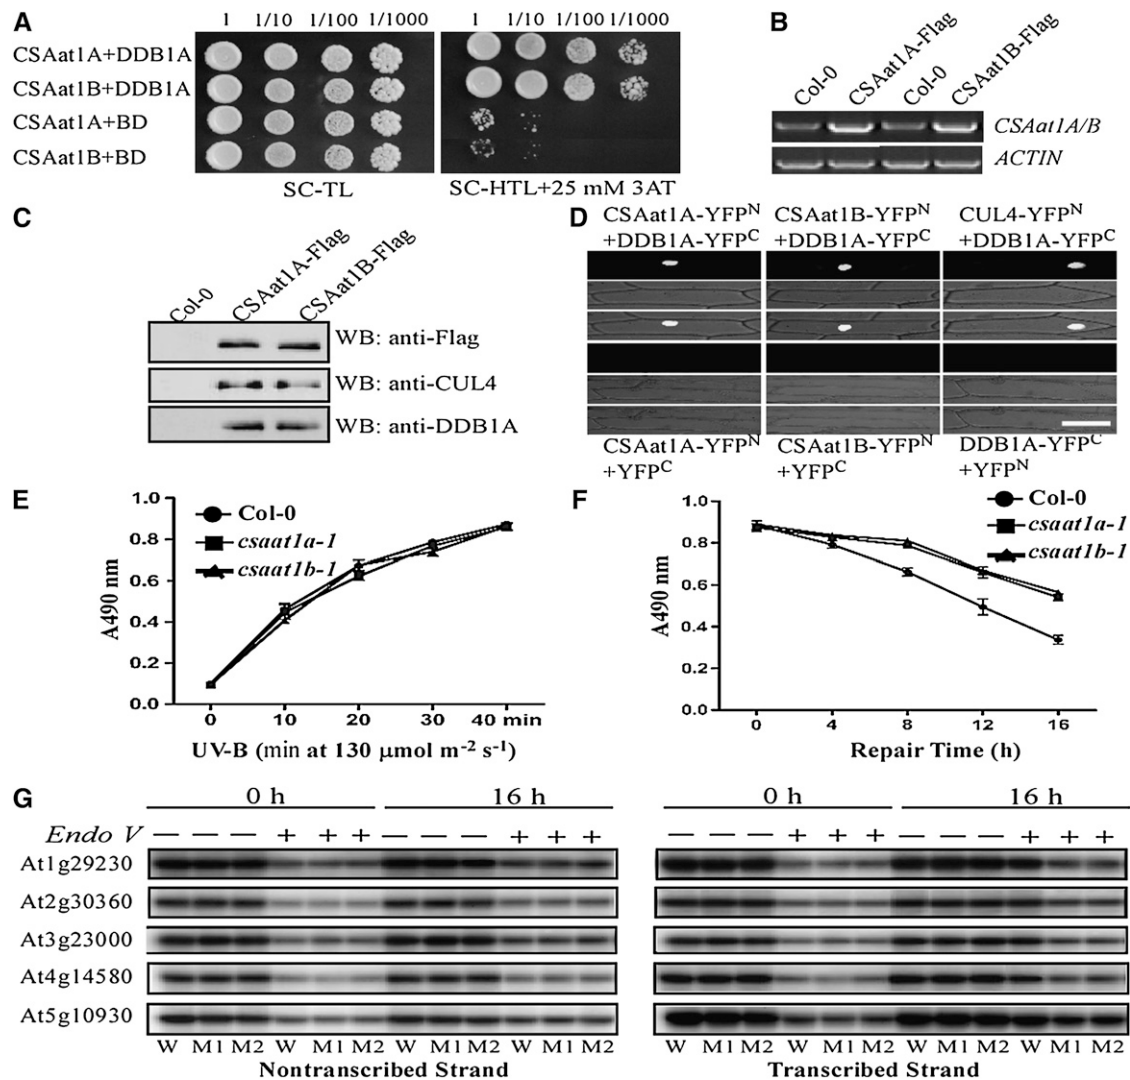 A
1 1/10 1/100 1/1000 1 1/10 1/100 1/1000
CSAat1A+DDB1A
CSAat1B+DDB1A
CSAat1A+BD
CSAat1B+BD
SC-TL SC-HTL+25 mM 3AT
B
Col-0 CSAat1A-Flag Col-0 CSAat1B-Flag
CSAat1A/B
ACTIN
C
Col-0 CSAat1A-Flag CSAat1B-Flag
WB: anti-Flag
WB: anti-CUL4
WB: anti-DDB1A
D
CSAat1A-YFPᴺ CSAat1B-YFPᴺ CUL4-YFPᴺ
+DDB1A-YFPᶜ +DDB1A-YFPᶜ +DDB1A-YFPᶜ
CSAat1A-YFPᴺ CSAat1B-YFPᴺ DDB1A-YFPᶜ
+YFPᶜ +YFPᶜ +YFPᴺ
E
Col-0
csaat1a-1
csaat1b-1
A490 nm
1.0
0.8
0.6
0.4
0.2
0.0
0 10 20 30 40 min
UV-B (min at 130 µmol m⁻² s⁻¹)
F
Col-0
csaat1a-1
csaat1b-1
A490 nm
1.0
0.8
0.6
0.4
0.2
0.0
0 4 8 12 16
Repair Time (h)
G
0 h 16 h 0 h 16 h
Endo V — — — + + + — — — + + + — — — + + + — — — + + +
At1g29230
At2g30360
At3g23000
At4g14580
At5g10930
W M1 M2 W M1 M2 W M1 M2 W M1 M2 W M1 M2 W M1 M2 W M1 M2 W M1 M2
Nontranscribed Strand Transcribed Strand